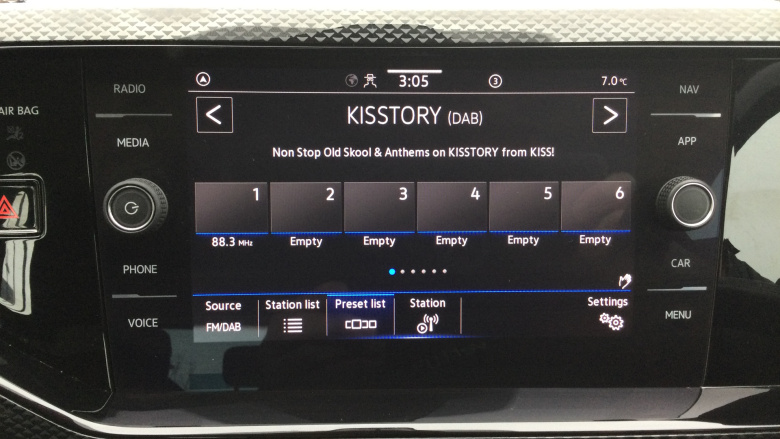 RADIO
MEDIA
PHONE
VOICE
AIR BAG
3:05
3
7.0 °C
< KISSTORY (DAB) >
Non Stop Old Skool & Anthems on KISSTORY from KISS!
1 2 3 4 5 6
88.3 MHz Empty Empty Empty Empty Empty
Source Station list Preset list Station Settings
FM/DAB
NAV
APP
CAR
MENU